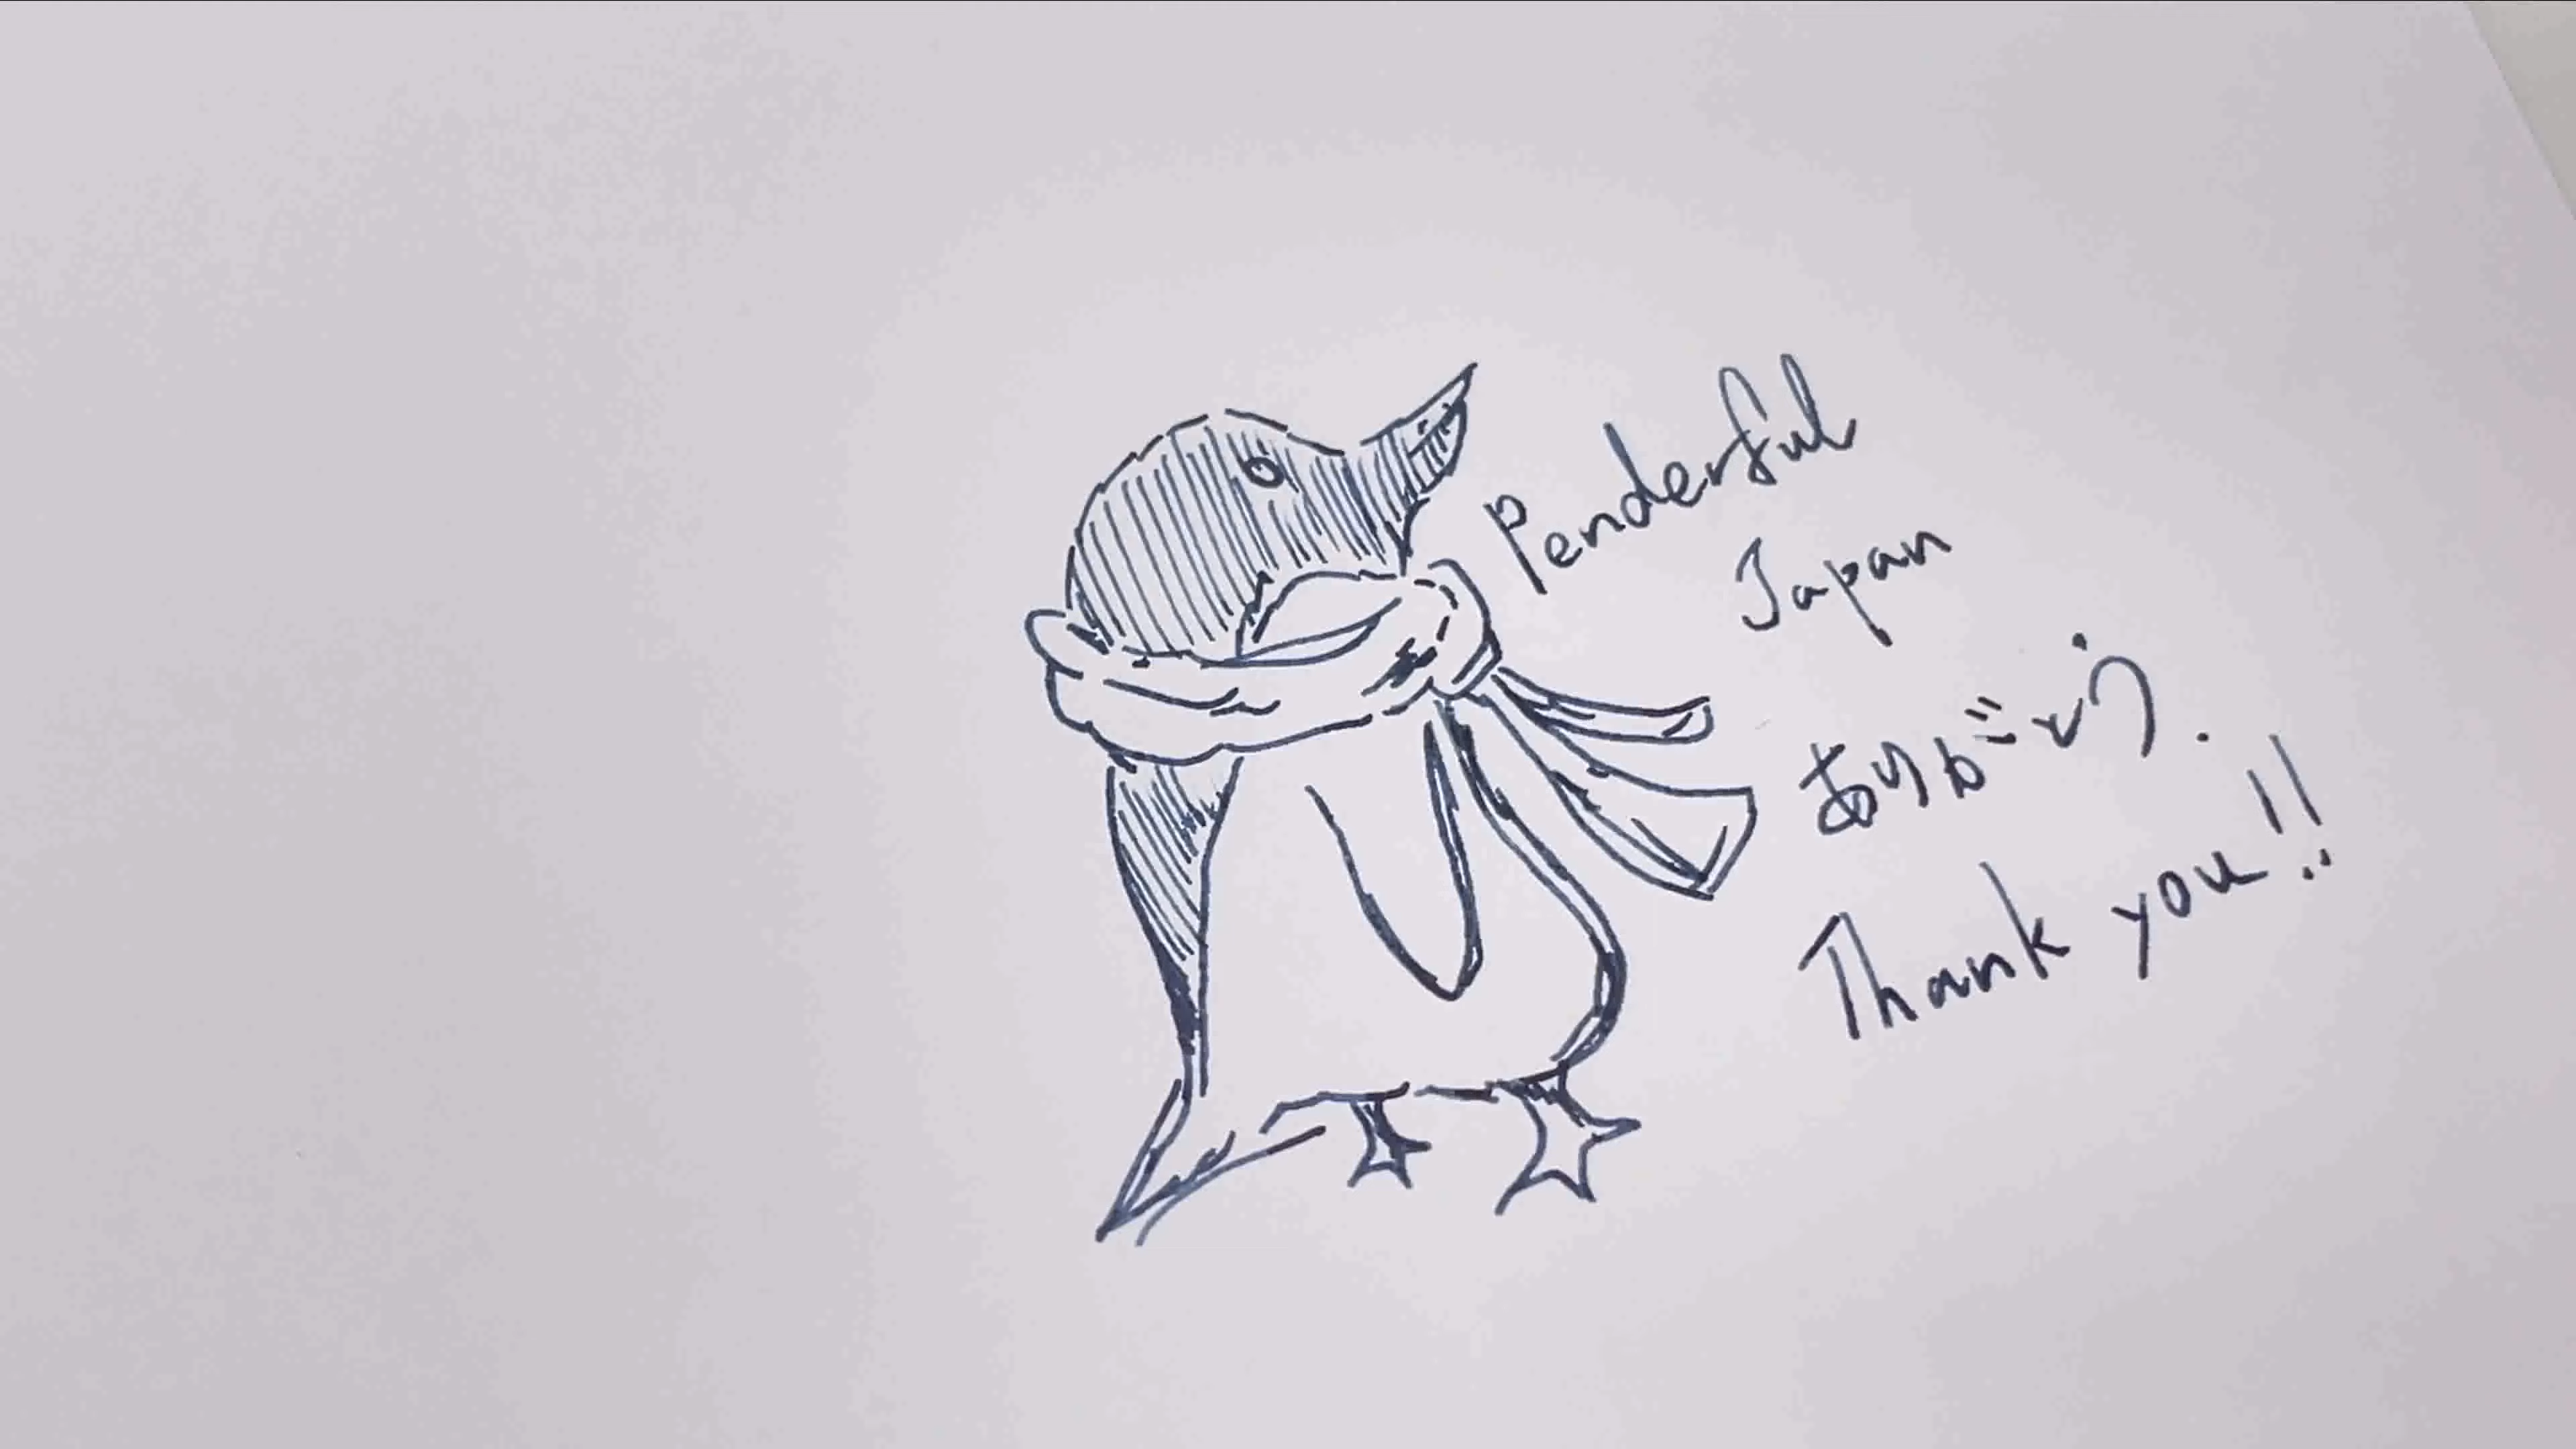 Penderful
Japan
ありがとう.
Thank you!!